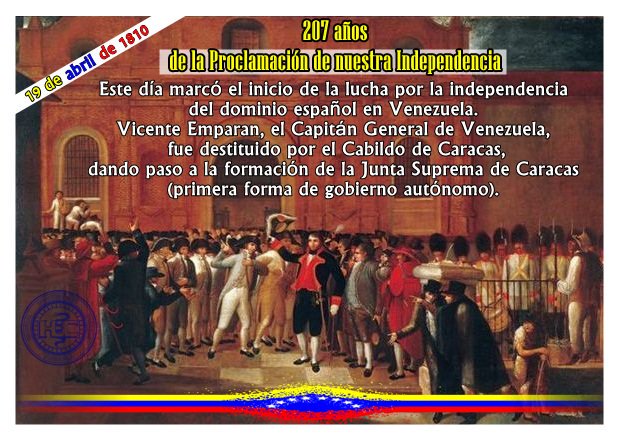 19 de abril de 1810
207 años
de la Proclamación de nuestra Independencia
Este día marcó el inicio de la lucha por la independencia
del dominio español en Venezuela.
Vicente Emparan, el Capitán General de Venezuela,
fue destituido por el Cabildo de Caracas,
dando paso a la formación de la Junta Suprema de Caracas
(primera forma de gobierno autónomo).